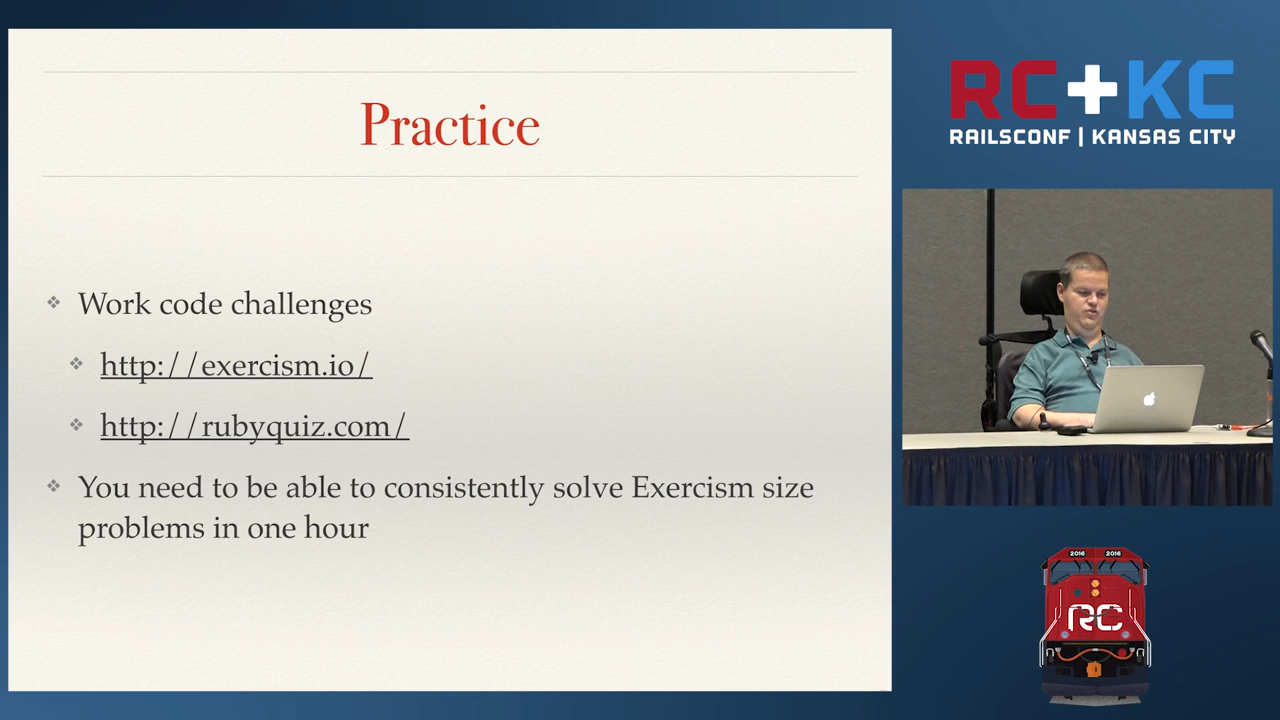 Practice
Work code challenges
http://exercism.io/
http://rubyquiz.com/
You need to be able to consistently solve Exercism size
problems in one hour
RC+KC
RAILSCONF | KANSAS CITY
2016 2016
RC